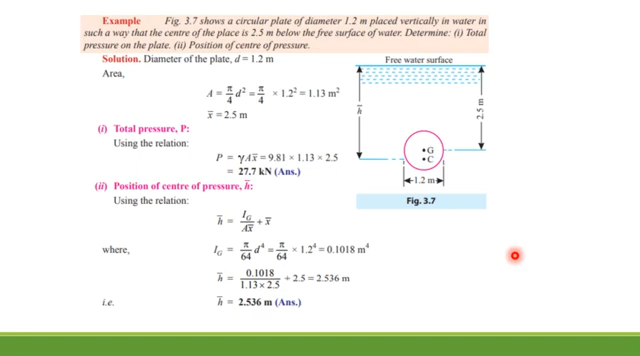 Example Fig. 3.7 shows a circular plate of diameter 1.2 m placed vertically in water in
such a way that the centre of the place is 2.5 m below the free surface of water. Determine: (i) Total
pressure on the plate. (ii) Position of centre of pressure.
Solution. Diameter of the plate, d = 1.2 m
Area,
A = π/4 d² = π/4 × 1.2² = 1.13 m²
x̅ = 2.5 m
(i) Total pressure, P:
Using the relation:
P = γAx̅ = 9.81 × 1.13 × 2.5
= 27.7 kN (Ans.)
(ii) Position of centre of pressure, h̅:
Using the relation:
h̅ = I_G/Ax̅ + x̅
where, I_G = π/64 d⁴ = π/64 × 1.2⁴ = 0.1018 m⁴
h̅ = 0.1018/1.13 × 2.5 + 2.5 = 2.536 m
i.e. h̅ = 2.536 m (Ans.)
Free water surface
h̅
2.5 m
G
C
1.2 m
Fig. 3.7